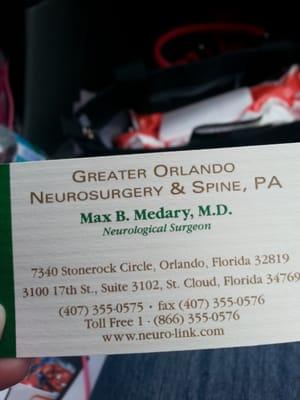 GREATER ORLANDO
NEUROSURGERY & SPINE, PA
Max B. Medary, M.D.
Neurological Surgeon
7340 Stonerock Circle, Orlando, Florida 32819
3100 17th St., Suite 3102, St. Cloud, Florida 34769
(407) 355-0575 · fax (407) 355-0576
Toll Free 1 - (866) 355-0576
www.neuro-link.com